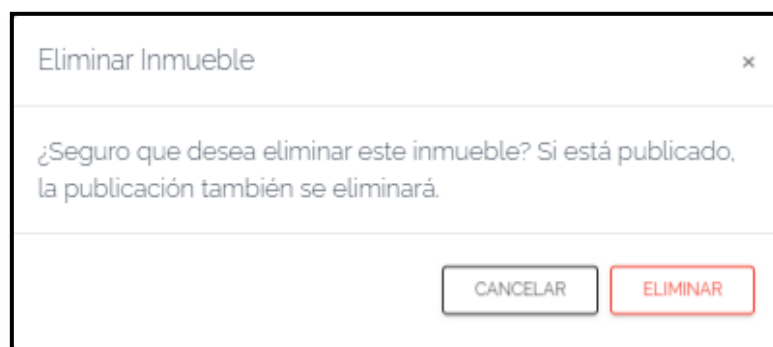 Eliminar Inmueble
×
¿Seguro que desea eliminar este inmueble? Si está publicado,
la publicación también se eliminará.
CANCELAR
ELIMINAR